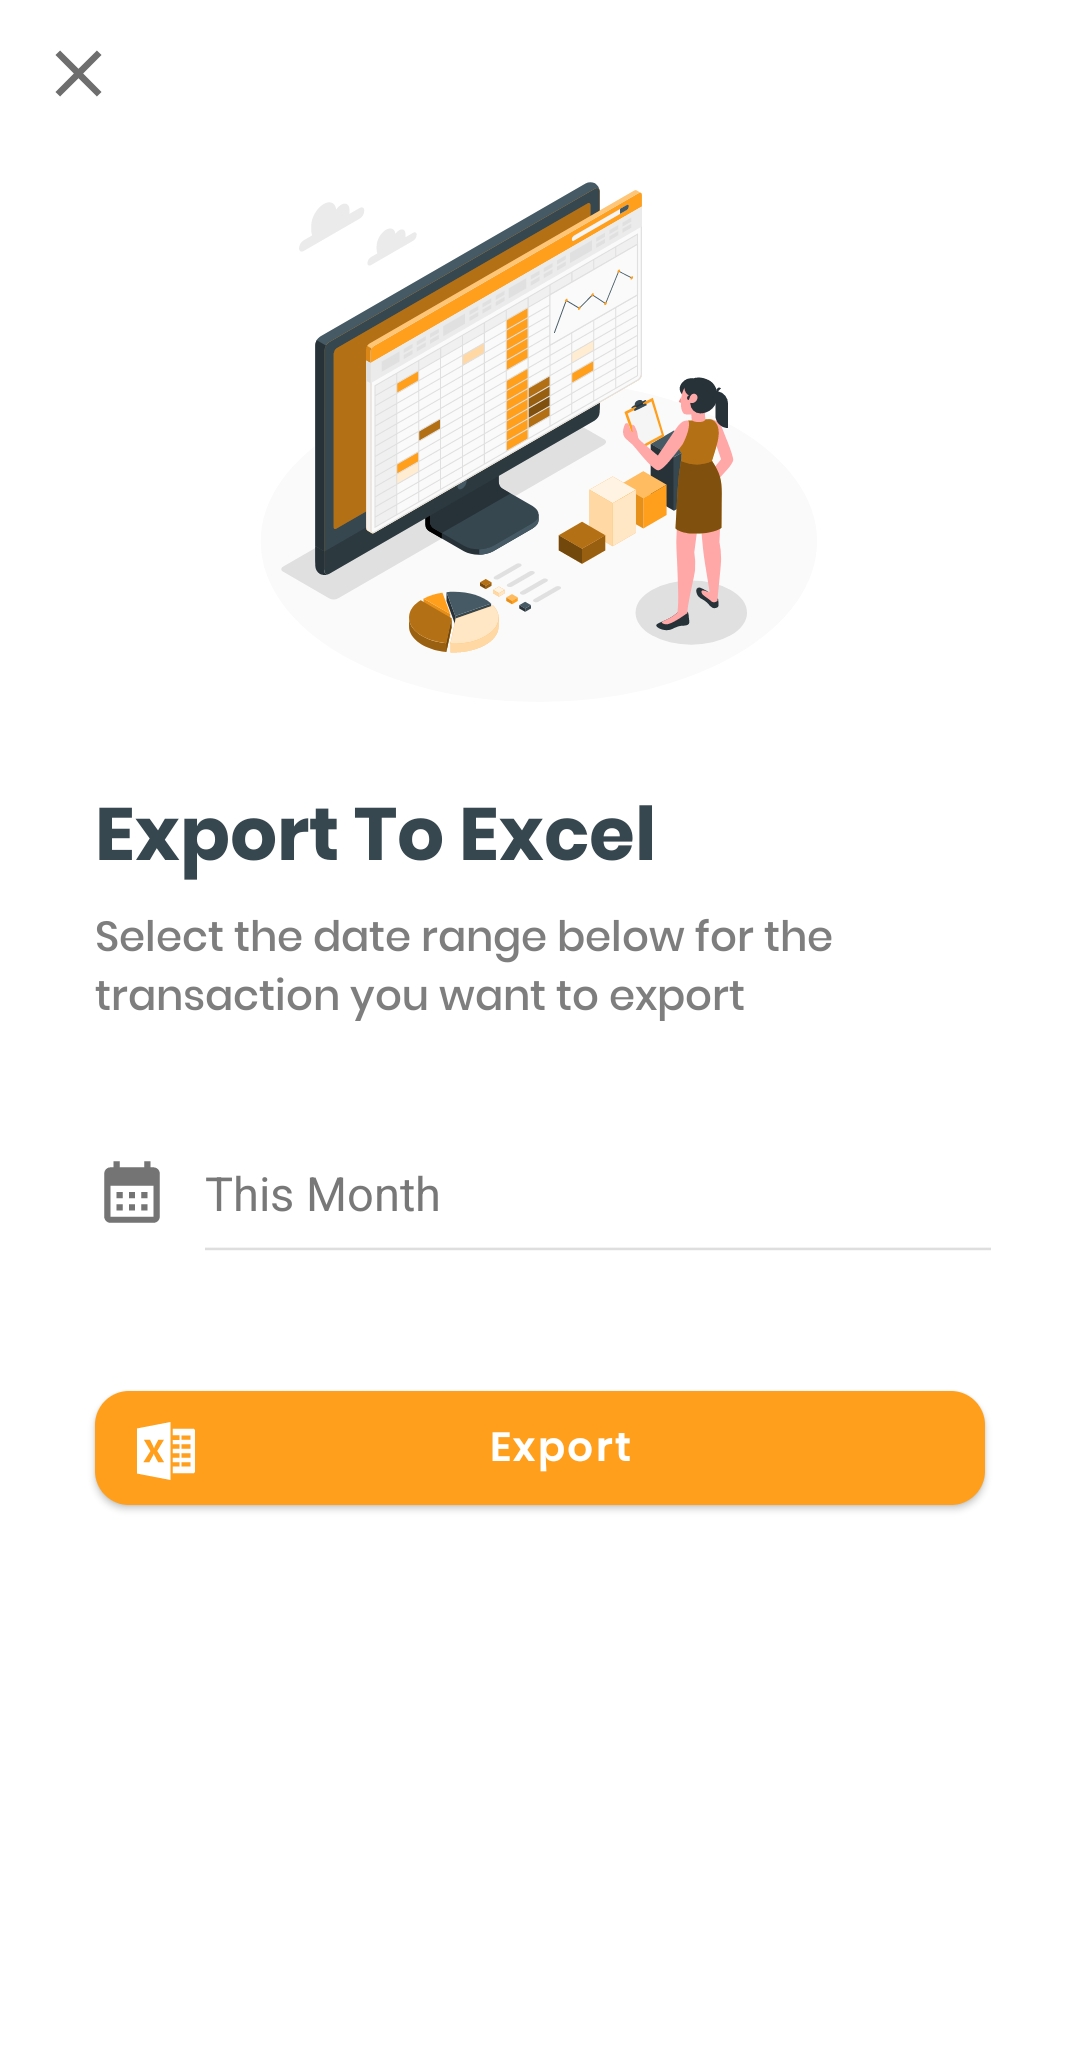 Export To Excel
Select the date range below for the
transaction you want to export
This Month
X
Export